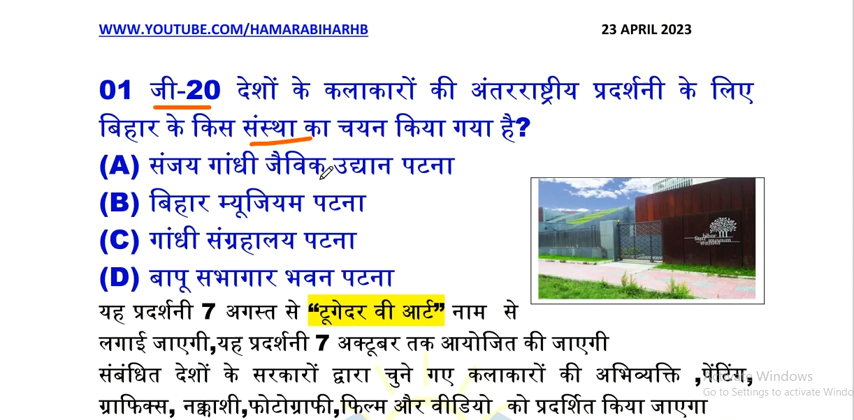 WWW.YOUTUBE.COM/HAMARABIHARHB 23 APRIL 2023
01 जी-20 देशों के कलाकारों की अंतरराष्ट्रीय प्रदर्शनी के लिए
बिहार के किस संस्था का चयन किया गया है?
(A) संजय गांधी जैविक उद्यान पटना
(B) बिहार म्यूजियम पटना
(C) गांधी संग्रहालय पटना
(D) बापू सभागार भवन पटना
bihar
museum
यह प्रदर्शनी 7 अगस्त से “टूगेदर वी आर्ट” नाम से
लगाई जाएगी,यह प्रदर्शनी 7 अक्टूबर तक आयोजित की जाएगी
संबंधित देशों के सरकारों द्वारा चुने गए कलाकारों की अभिव्यक्ति ,पेंटिंग,
ग्राफिक्स, नक्काशी,फोटोग्राफी,फिल्म और वीडियो को प्रदर्शित किया जाएगा
Activate Windows
Go to Settings to activate Windo